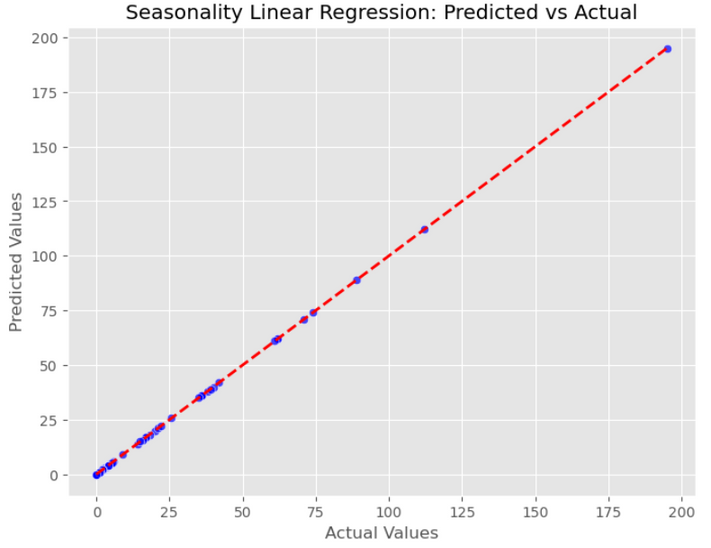 Seasonality Linear Regression: Predicted vs Actual
200
175
150
125
100
75
50
25
0
Predicted Values
0 25 50 75 100 125 150 175 200
Actual Values